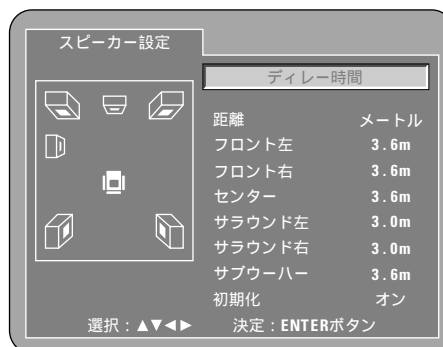 スピーカー設定
ディレー時間
距離 メートル
フロント左 3.6m
フロント右 3.6m
センター 3.6m
サラウンド左 3.0m
サラウンド右 3.0m
サブウーハー 3.6m
初期化 オン
選択：▲▼◀▶ 決定：ENTERボタン